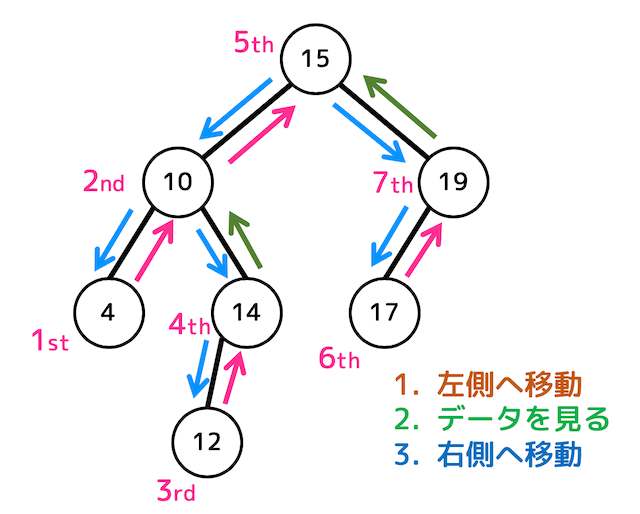 5th
15
2nd
10
7th
19
4
1st
4th
14
17
6th
12
3rd
1. 左側へ移動
2. データを見る
3. 右側へ移動